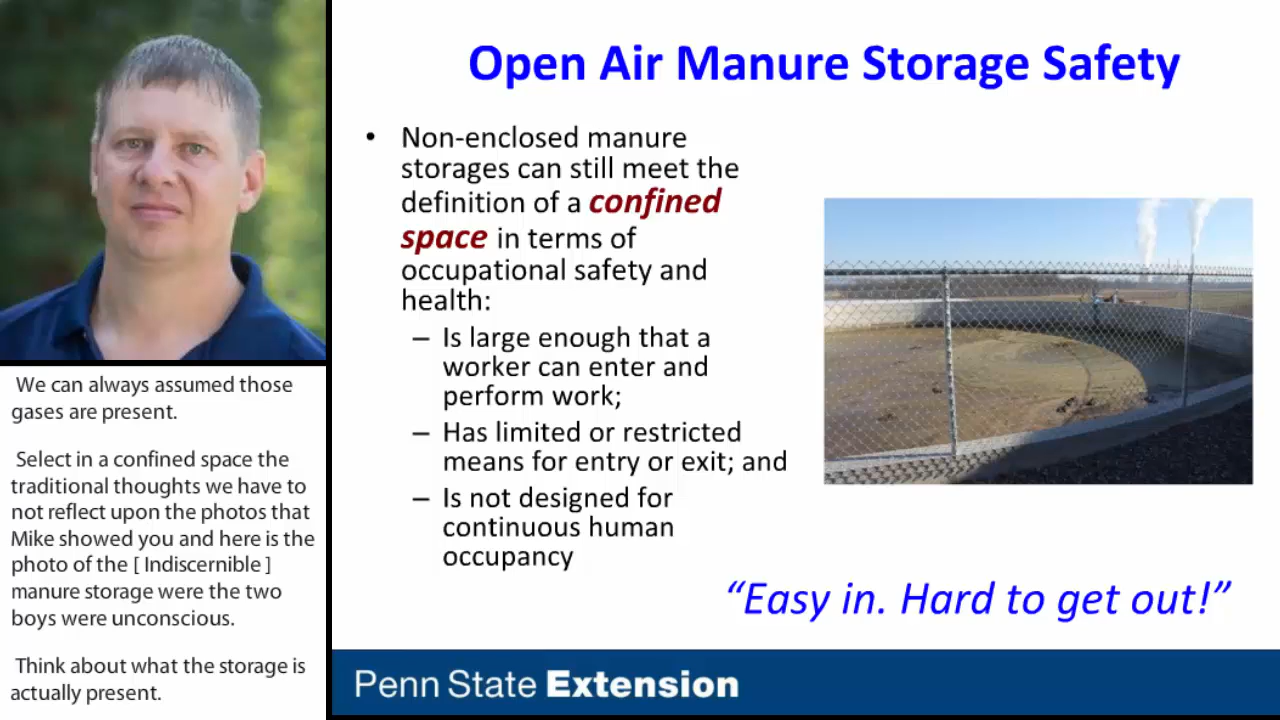 Open Air Manure Storage Safety
• Non-enclosed manure
storages can still meet the
definition of a confined
space in terms of
occupational safety and
health:
– Is large enough that a
worker can enter and
perform work;
– Has limited or restricted
means for entry or exit; and
– Is not designed for
continuous human
occupancy
“Easy in. Hard to get out!”
Penn State Extension
We can always assumed those
gases are present.
Select in a confined space the
traditional thoughts we have to
not reflect upon the photos that
Mike showed you and here is the
photo of the [ Indiscernible ]
manure storage were the two
boys were unconscious.
Think about what the storage is
actually present.